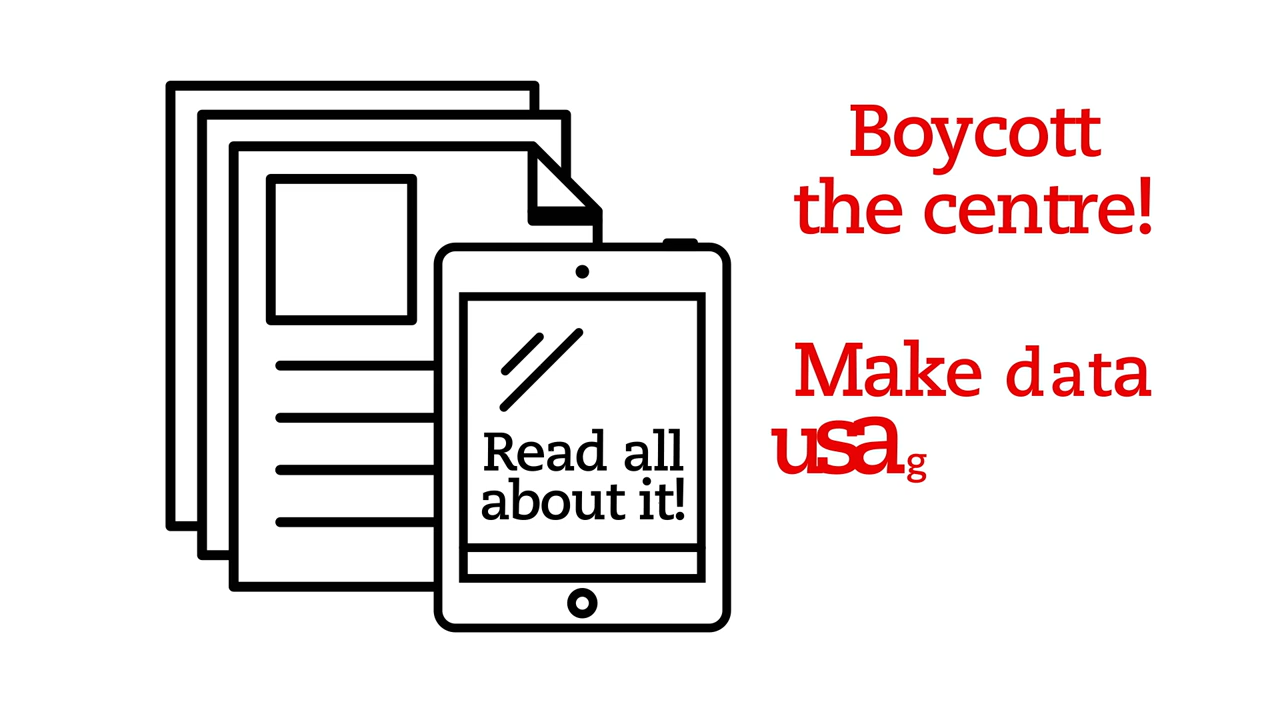 Read all
about it!
Boycott
the centre!
Make data
usag